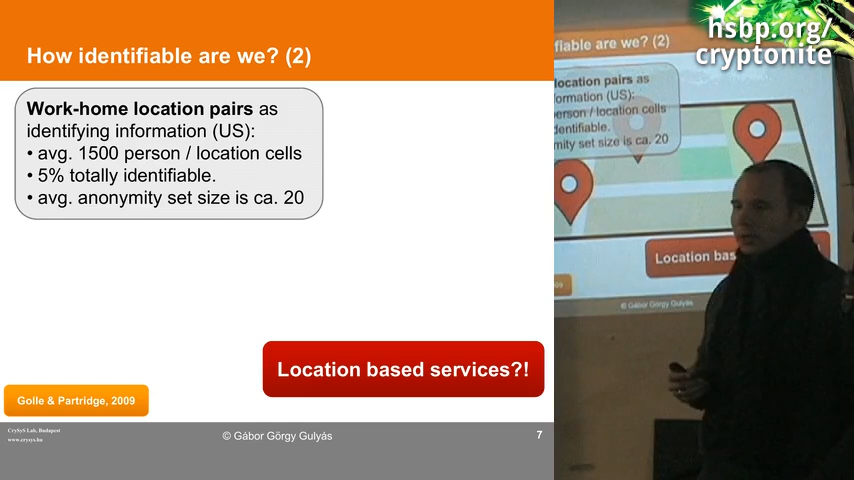 How identifiable are we? (2)
Work-home location pairs as
identifying information (US):
• avg. 1500 person / location cells
• 5% totally identifiable.
• avg. anonymity set size is ca. 20
Location based services?!
Golle & Partridge, 2009
CrySyS Lab, Budapest
www.crysys.hu
© Gábor Görgy Gulyás
7
hsbp.org/
cryptonite
fiable are we? (2)
location pairs as
formation (US):
erson / location cells
dentifiable.
mity set size is ca. 20
Location bas
© Gábor Görgy Gulyás